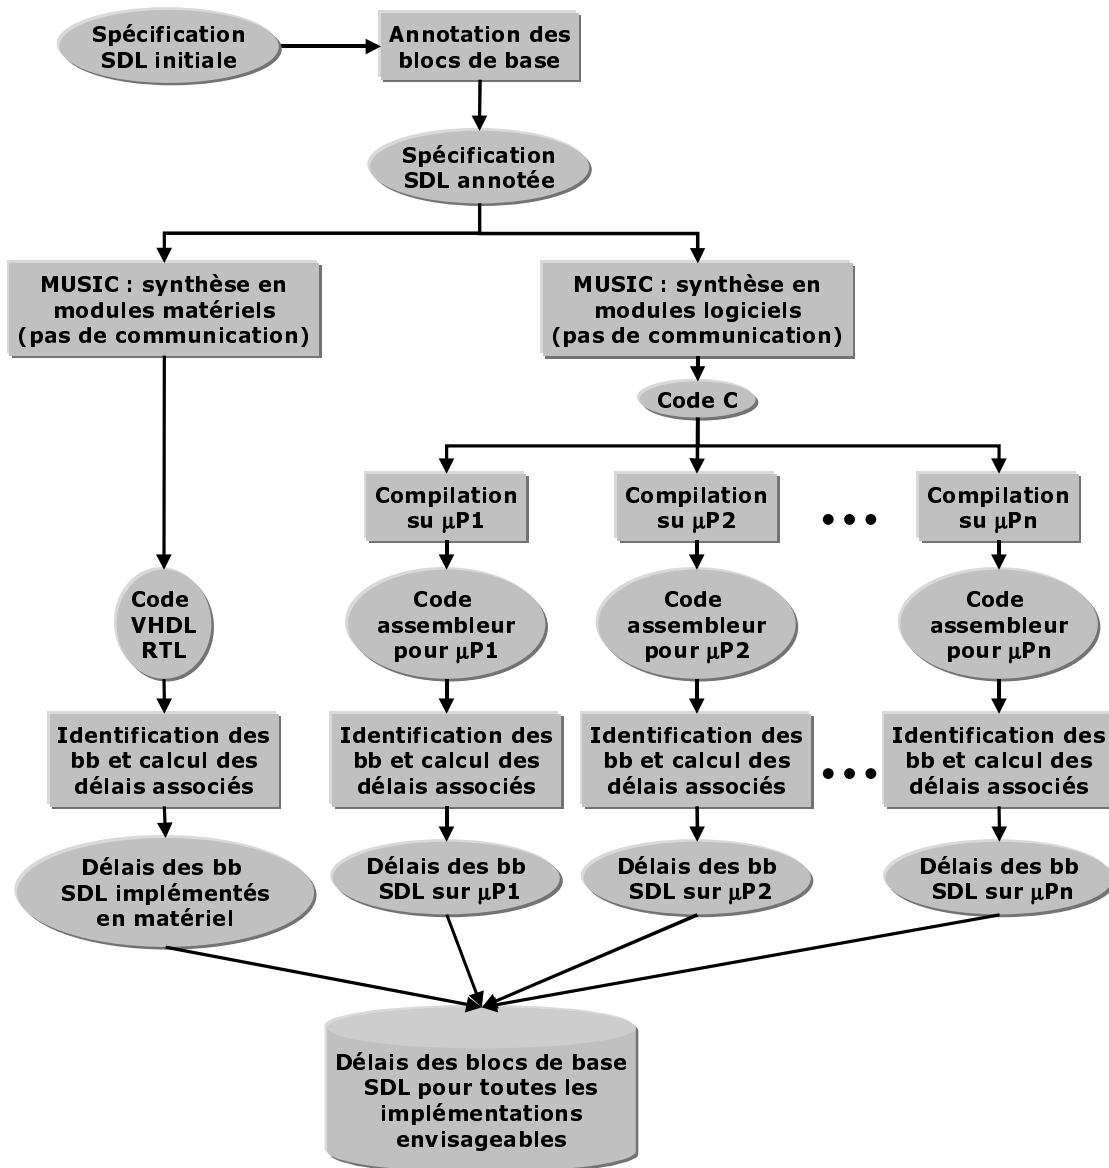 Spécification
SDL initiale
Annotation des
blocs de base
Spécification
SDL annotée
MUSIC : synthèse en
modules matériels
(pas de communication)
MUSIC : synthèse en
modules logiciels
(pas de communication)
Code C
Compilation
su µP1
Compilation
su µP2
• • •
Compilation
su µPn
Code
VHDL
RTL
Code
assembleur
pour µP1
Code
assembleur
pour µP2
Code
assembleur
pour µPn
Identification des
bb et calcul des
délais associés
Identification des
bb et calcul des
délais associés
Identification des
bb et calcul des
délais associés
• • •
Identification des
bb et calcul des
délais associés
Délais des bb
SDL implémentés
en matériel
Délais des bb
SDL sur µP1
Délais des bb
SDL sur µP2
Délais des bb
SDL sur µPn
Délais des blocs de base
SDL pour toutes les
implémentations
envisageables